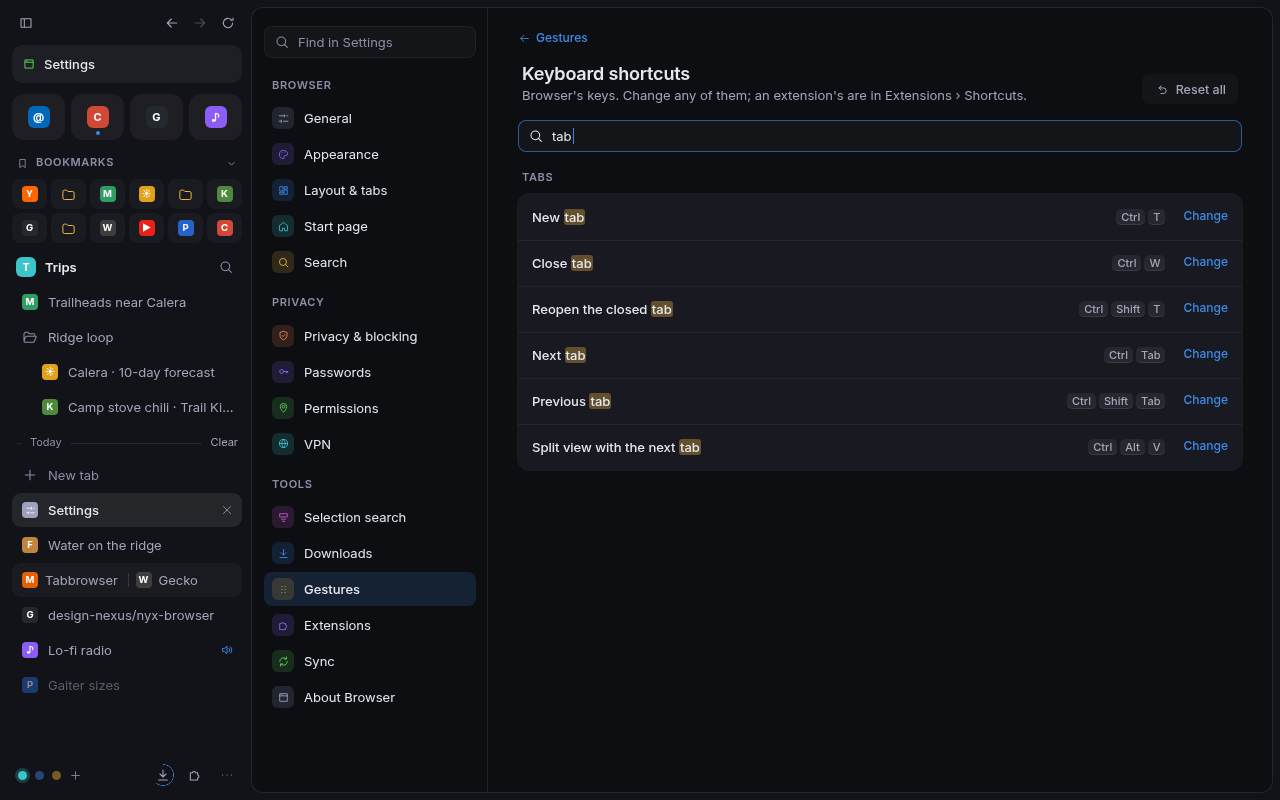 Settings
@
C
G
BOOKMARKS
Y
M
K
G
W
P
C
T
Trips
M
Trailheads near Calera
Ridge loop
Calera · 10-day forecast
K
Camp stove chili · Trail Ki...
Today
Clear
New tab
Settings
F
Water on the ridge
M
Tabbrowser
W
Gecko
G
design-nexus/nyx-browser
Lo-fi radio
P
Gaiter sizes
Find in Settings
BROWSER
General
Appearance
Layout & tabs
Start page
Search
PRIVACY
Privacy & blocking
Passwords
Permissions
VPN
TOOLS
Selection search
Downloads
Gestures
Extensions
Sync
About Browser
Gestures
Keyboard shortcuts
Browser's keys. Change any of them; an extension's are in Extensions › Shortcuts.
Reset all
tab
TABS
New tab
Ctrl T
Change
Close tab
Ctrl W
Change
Reopen the closed tab
Ctrl Shift T
Change
Next tab
Ctrl Tab
Change
Previous tab
Ctrl Shift Tab
Change
Split view with the next tab
Ctrl Alt V
Change